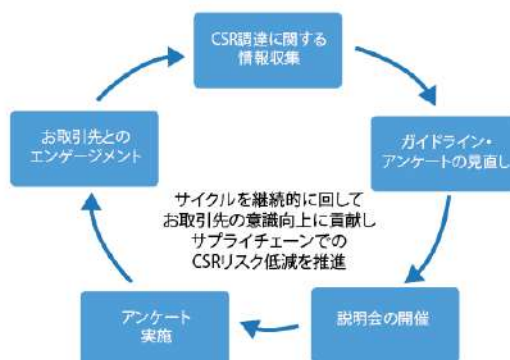 CSR調達に関する
情報収集
ガイドライン・
アンケートの見直し
説明会の開催
アンケート
実施
お取引先との
エンゲージメント
サイクルを継続的に回して
お取引先の意識向上に貢献し
サプライチェーンでの
CSRリスク低減を推進